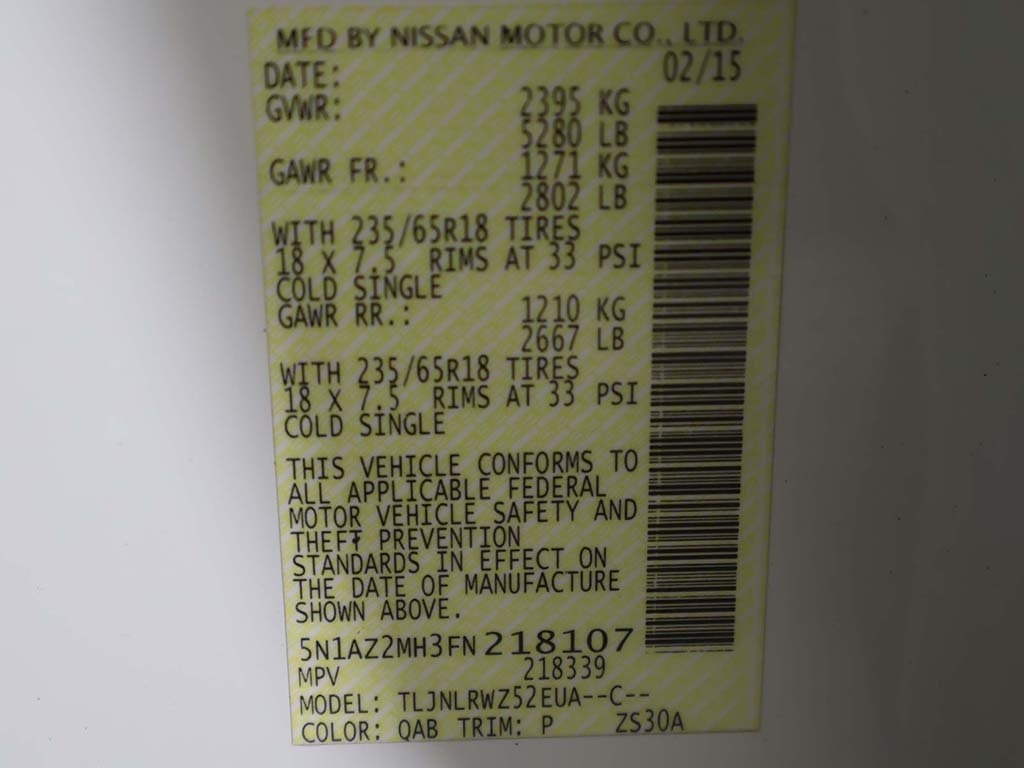 MFD BY NISSAN MOTOR CO., LTD.
DATE: 02/15
GVWR: 2395 KG
5280 LB
GAWR FR.: 1271 KG
2802 LB
WITH 235/65R18 TIRES
18 X 7.5 RIMS AT 33 PSI
COLD SINGLE
GAWR RR.: 1210 KG
2667 LB
WITH 235/65R18 TIRES
18 X 7.5 RIMS AT 33 PSI
COLD SINGLE
THIS VEHICLE CONFORMS TO
ALL APPLICABLE FEDERAL
MOTOR VEHICLE SAFETY AND
THEFT PREVENTION
STANDARDS IN EFFECT ON
THE DATE OF MANUFACTURE
SHOWN ABOVE.
5N1AZ2MH3FN218107
MPV 218339
MODEL: TLJNLRWZ52EUA--C--
COLOR: QAB TRIM: P ZS30A